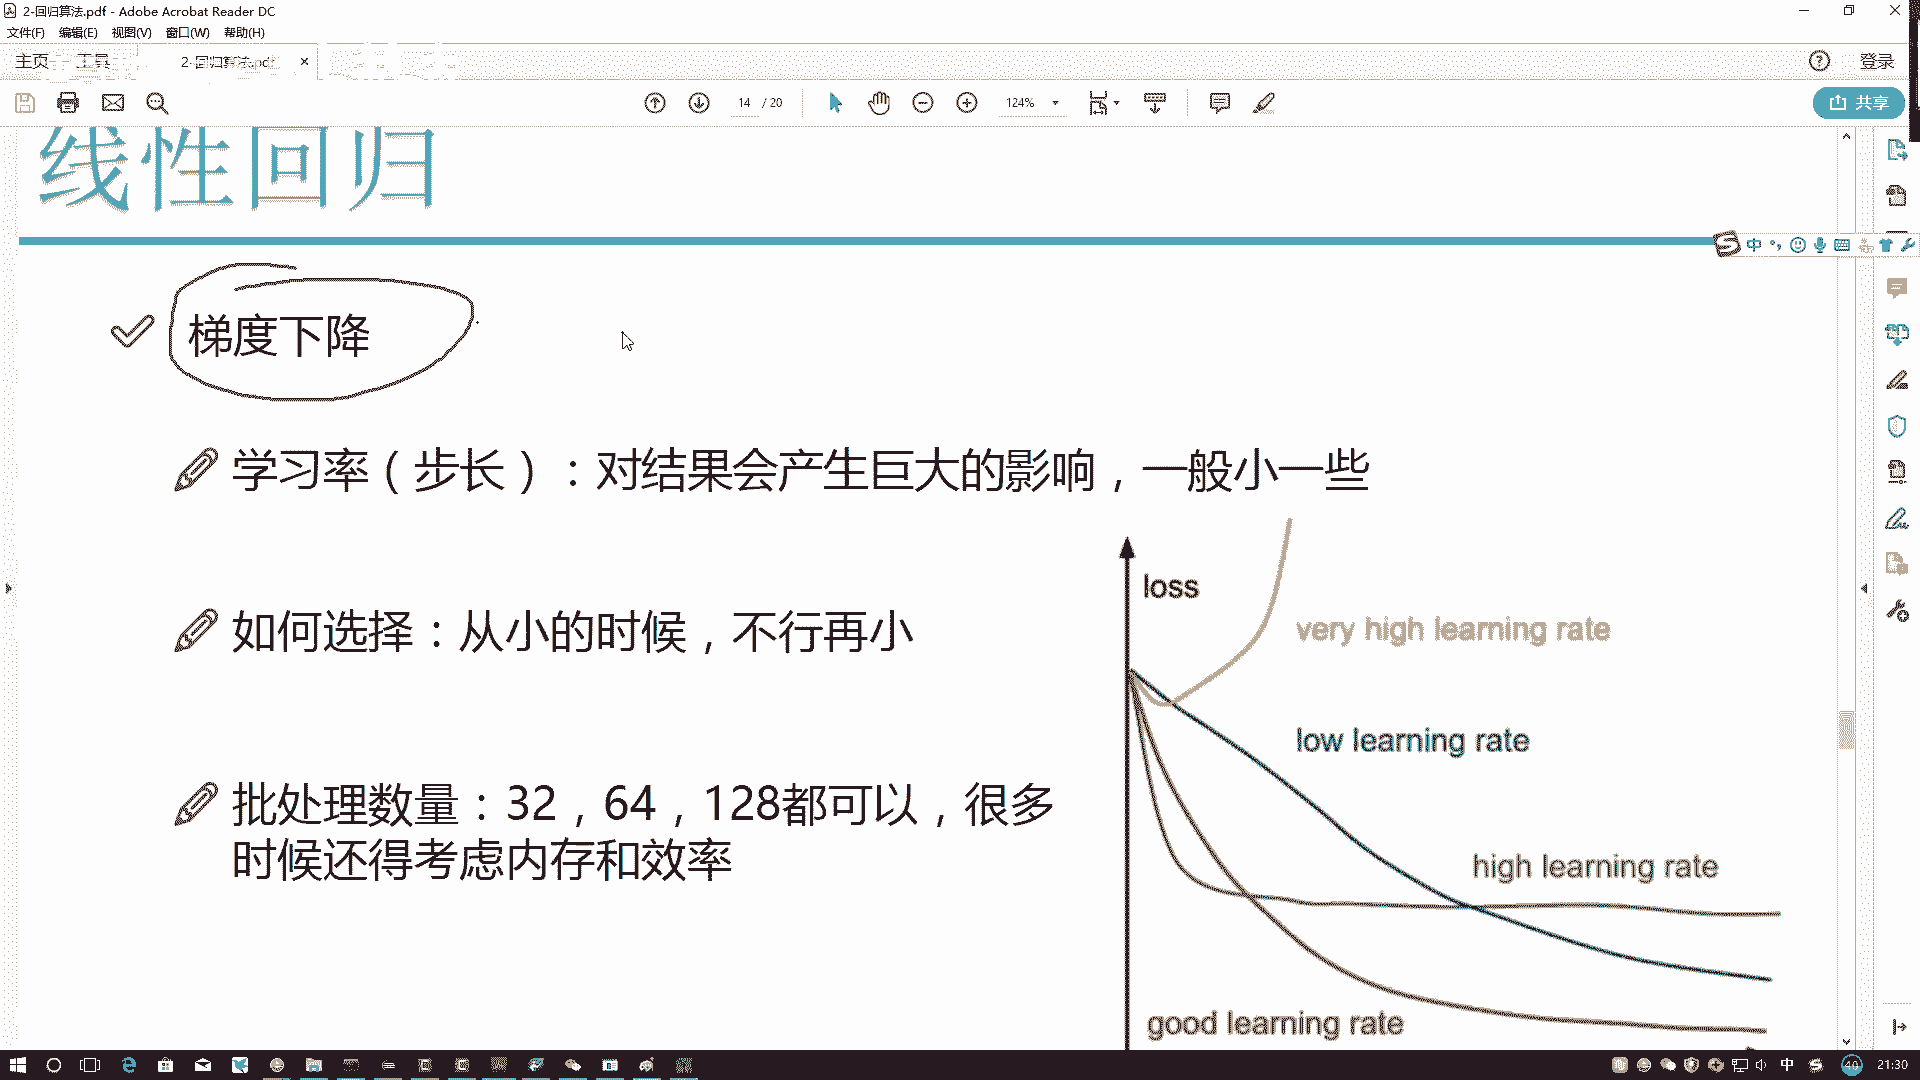 2-回归算法.pdf - Adobe Acrobat Reader DC
文件(F) 编辑(E) 视图(V) 窗口(W) 帮助(H)
主页 工具 2-回归算法.pdf × 登录
14 / 20 124% 共享
线性回归
中
梯度下降
学习率（步长）：对结果会产生巨大的影响，一般小一些
loss
如何选择：从小的时候，不行再小
very high learning rate
low learning rate
批处理数量：32，64，128都可以，很多
时候还得考虑内存和效率
high learning rate
good learning rate
中 40 21:30